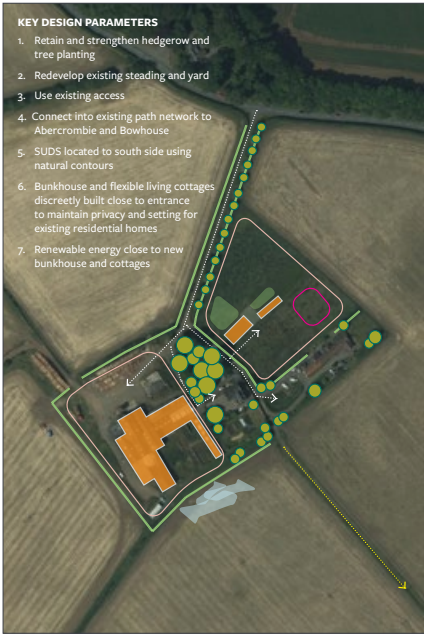 KEY DESIGN PARAMETERS
1. Retain and strengthen hedgerow and
tree planting
2. Redevelop existing steading and yard
3. Use existing access
4. Connect into existing path network to
Abercrombie and Bowhouse
5. SUDS located to south side using
natural contours
6. Bunkhouse and flexible living cottages
discreetly built close to entrance
to maintain privacy and setting for
existing residential homes
7. Renewable energy close to new
bunkhouse and cottages